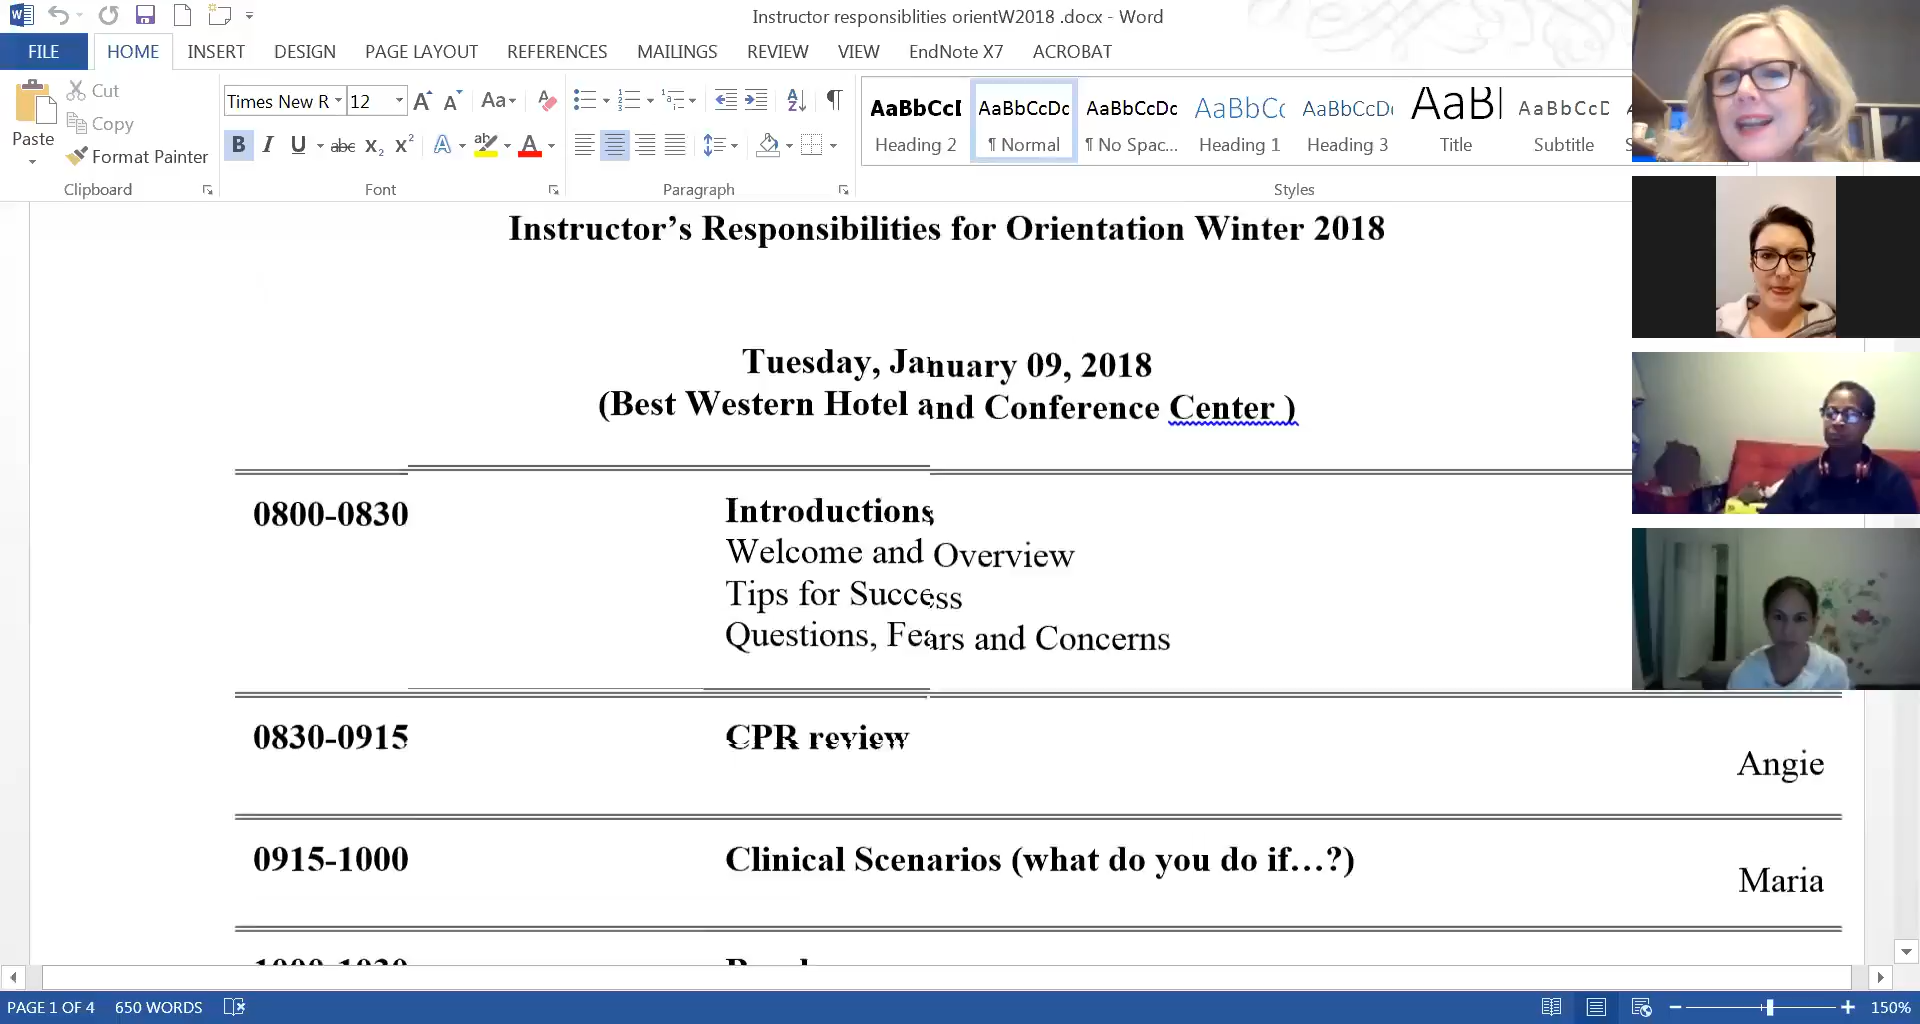 Instructor responsiblities orientW2018 .docx - Word
FILE HOME INSERT DESIGN PAGE LAYOUT REFERENCES MAILINGS REVIEW VIEW EndNote X7 ACROBAT
Cut
Copy
Format Painter
Paste
Clipboard
Times New R 12
Font
Paragraph
AaBbCcI AaBbCcDc AaBbCcDc AaBbCc AaBbCcDc AaBl AaBbCcD
Heading 2 ¶ Normal ¶ No Spac... Heading 1 Heading 3 Title Subtitle
Styles
Instructor’s Responsibilities for Orientation Winter 2018
Tuesday, January 09, 2018
(Best Western Hotel and Conference Center )
0800-0830 Introductions
Welcome and Overview
Tips for Success
Questions, Fears and Concerns
0830-0915 CPR review
Angie
0915-1000 Clinical Scenarios (what do you do if…?)
Maria
1000-1030
PAGE 1 OF 4 650 WORDS 150%